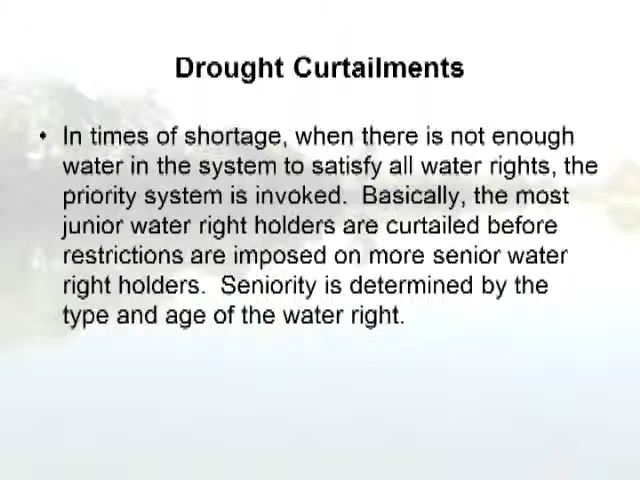 Drought Curtailments
• In times of shortage, when there is not enough
water in the system to satisfy all water rights, the
priority system is invoked.  Basically, the most
junior water right holders are curtailed before
restrictions are imposed on more senior water
right holders.  Seniority is determined by the
type and age of the water right.